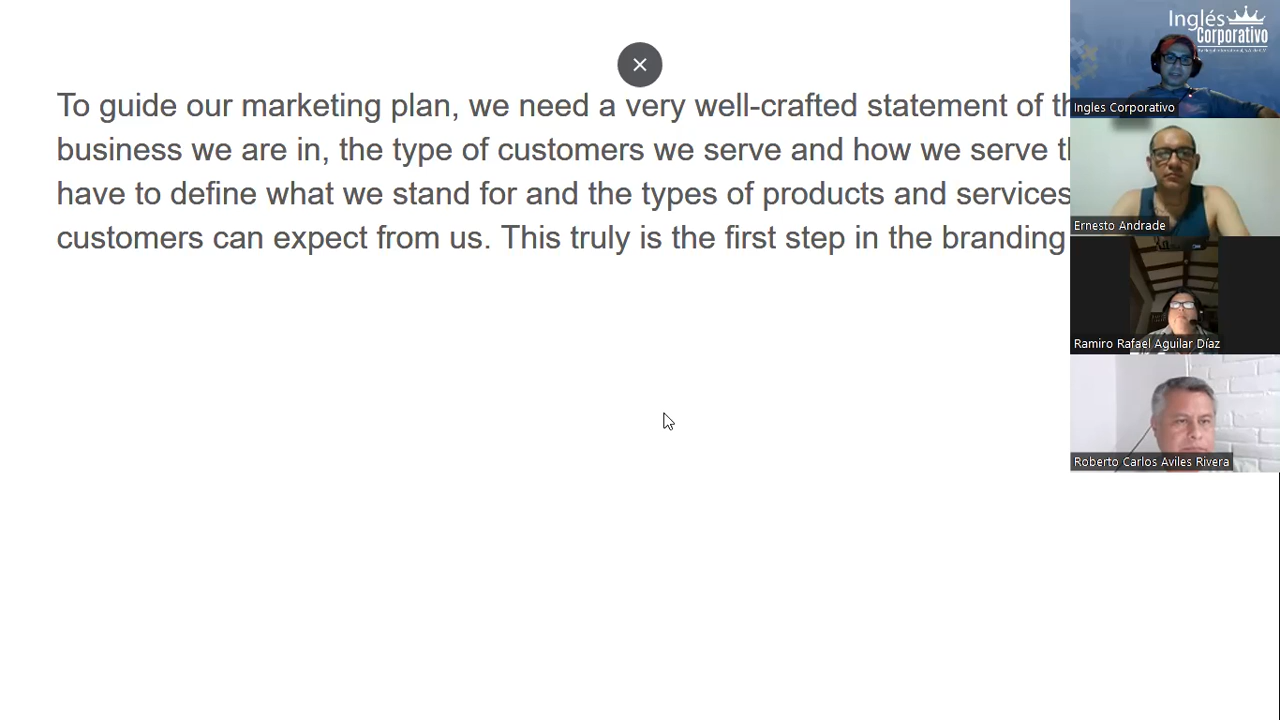 To guide our marketing plan, we need a very well-crafted statement of
business we are in, the type of customers we serve and how we serve
have to define what we stand for and the types of products and services
customers can expect from us. This truly is the first step in the branding
Inglés
Corporativo
Ingles Corporativo
Ernesto Andrade
Ramiro Rafael Aguilar Díaz
Roberto Carlos Aviles Rivera